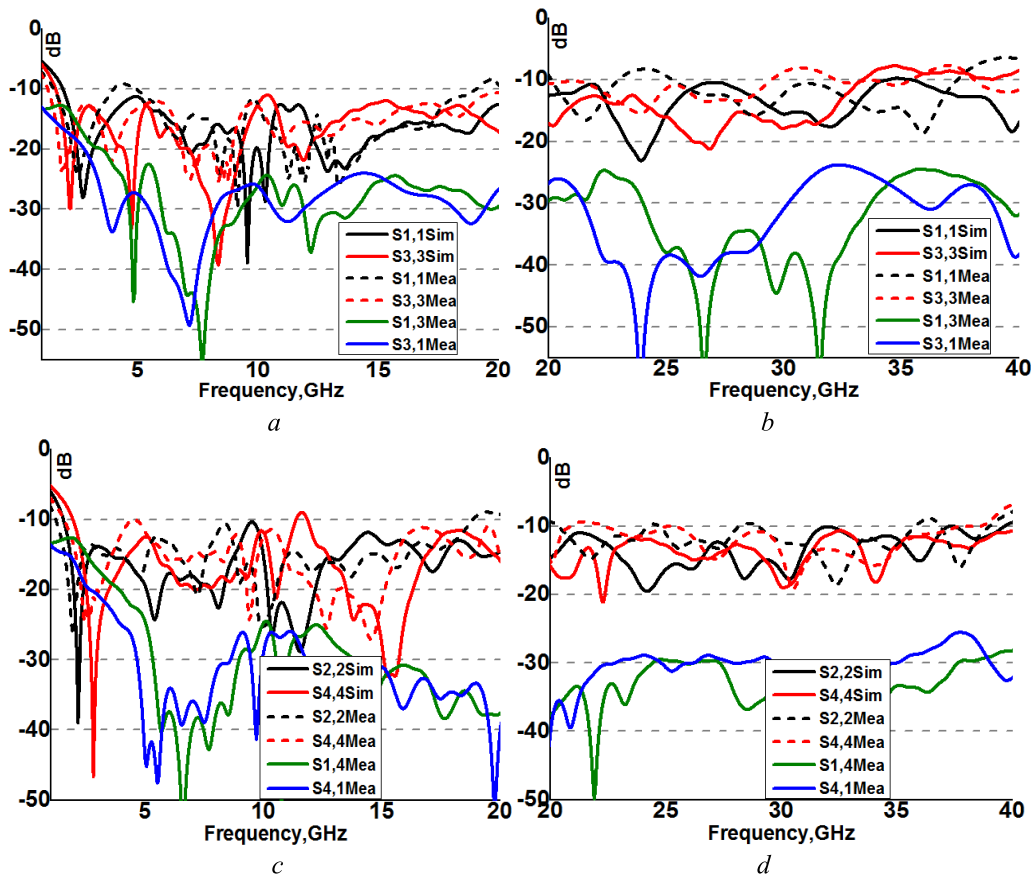 0
dB
-10
-20
-30
-40
-50
S1,1Sim
S3,3Sim
S1,1Mea
S3,3Mea
S1,3Mea
S3,1Mea
5 10 15 20
Frequency,GHz
a
0
dB
-10
-20
-30
-40
-50
S1,1Sim
S3,3Sim
S1,1Mea
S3,3Mea
S1,3Mea
S3,1Mea
20 25 30 35 40
Frequency,GHz
b
0
dB
-10
-20
-30
-40
-50
S2,2Sim
S4,4Sim
S2,2Mea
S4,4Mea
S1,4Mea
S4,1Mea
5 10 15 20
Frequency,GHz
c
0
dB
-10
-20
-30
-40
-50
S2,2Sim
S4,4Sim
S2,2Mea
S4,4Mea
S1,4Mea
S4,1Mea
20 25 30 35 40
Frequency,GHz
d